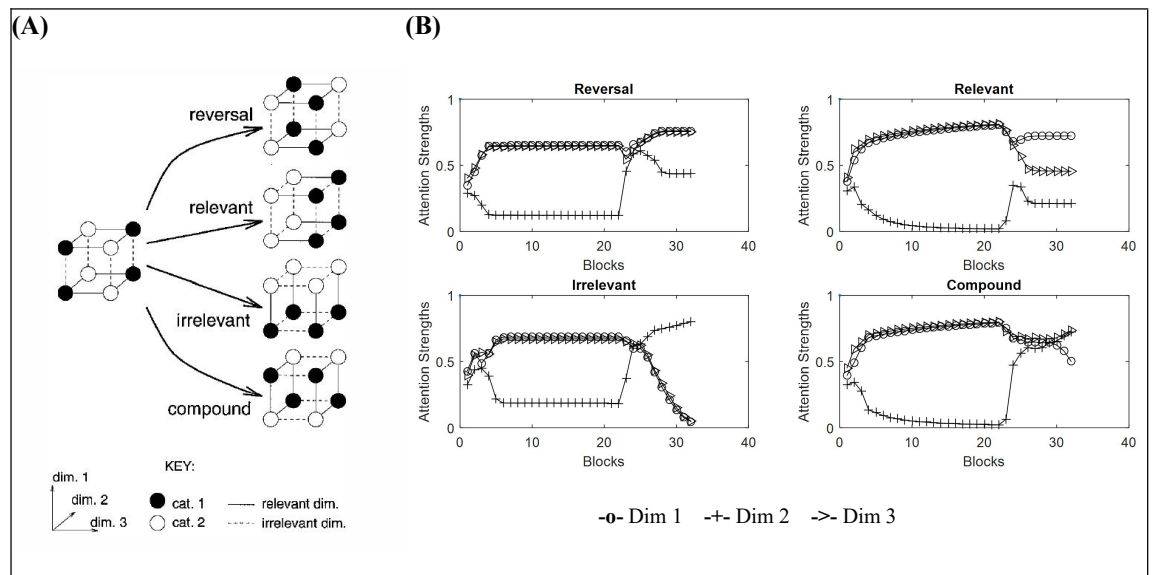 (A)
reversal
relevant
irrelevant
compound
KEY:
dim. 1
dim. 2
dim. 3
cat. 1
relevant dim.
cat. 2
irrelevant dim.
(B)
Reversal
Attention Strengths
1
0.5
0
0 10 20 30 40
Blocks
Relevant
Attention Strengths
1
0.5
0
0 10 20 30 40
Blocks
Irrelevant
Attention Strengths
1
0.5
0
0 10 20 30 40
Blocks
Compound
Attention Strengths
1
0.5
0
0 10 20 30 40
Blocks
-o- Dim 1 -+- Dim 2 ->- Dim 3